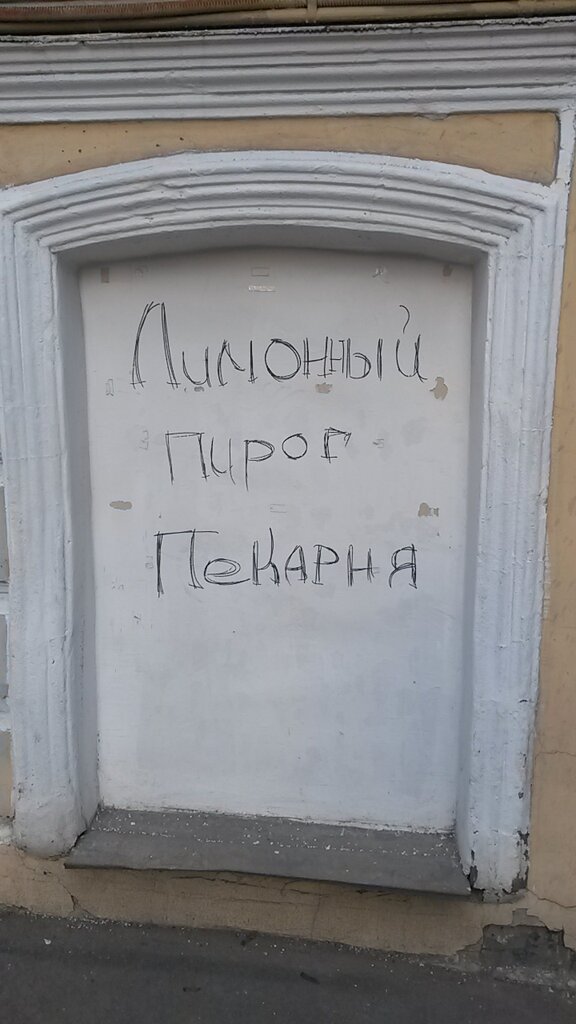 Лимонный
пирог
Пекарня